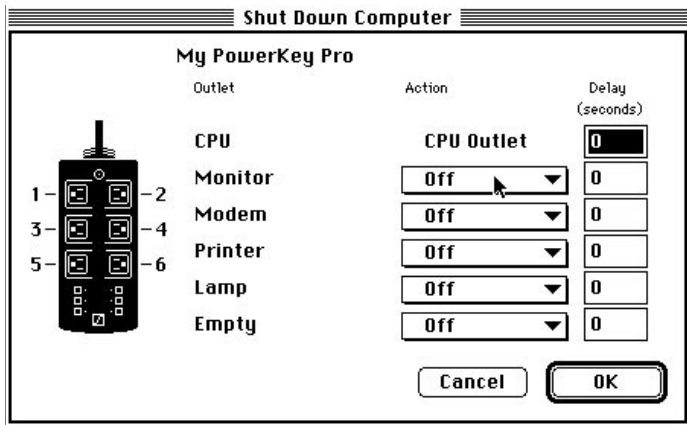 Shut Down Computer
My PowerKey Pro
Outlet Action Delay
(seconds)
CPU CPU Outlet 0
1 2 Monitor Off 0
3 4 Modem Off 0
5 6 Printer Off 0
Lamp Off 0
Empty Off 0
Cancel OK